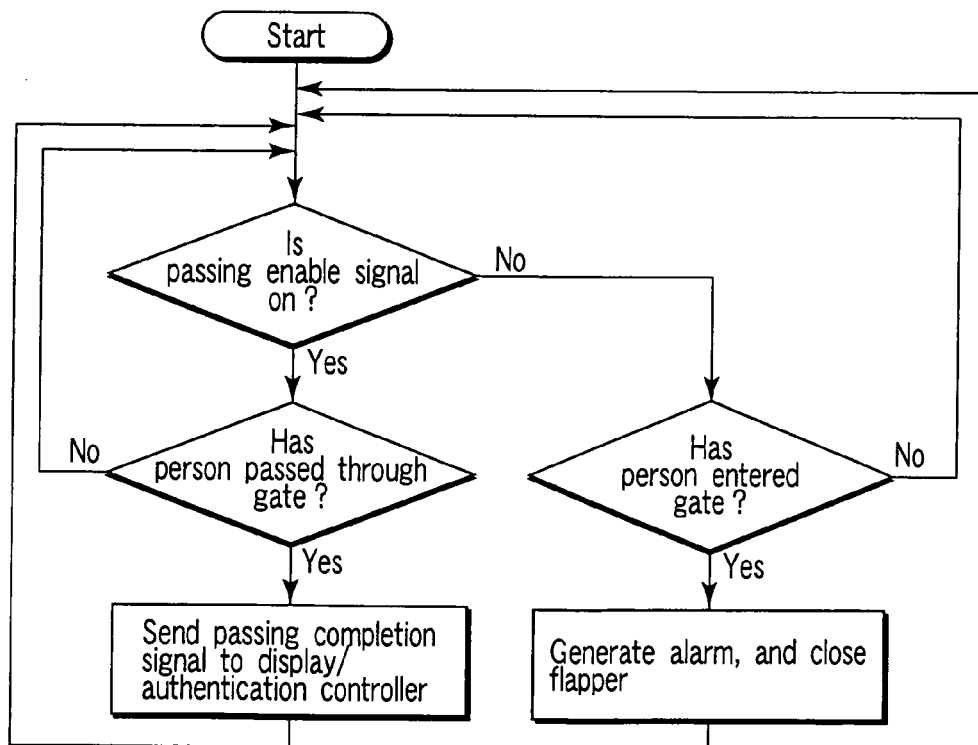 Start
Is
passing enable signal
on ?
No
Yes
Has
person passed through
gate ?
No
Yes
Has
person entered
gate ?
No
Yes
Send passing completion
signal to display/
authentication controller
Generate alarm, and close
flapper